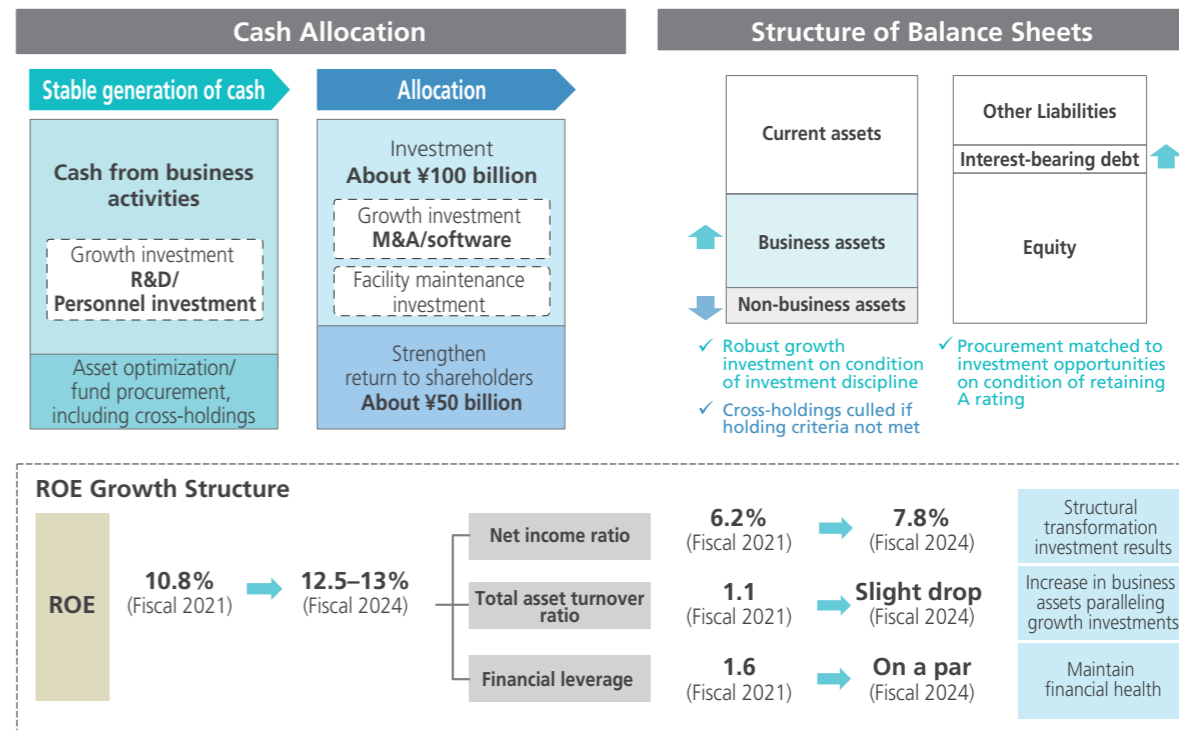 Cash Allocation
Stable generation of cash
Allocation
Cash from business
activities
Growth investment
R&D/
Personnel investment
Asset optimization/
fund procurement,
including cross-holdings
Investment
About ¥100 billion
Growth investment
M&A/software
Facility maintenance
investment
Strengthen
return to shareholders
About ¥50 billion
Structure of Balance Sheets
Current assets
Business assets
Non-business assets
Other Liabilities
Interest-bearing debt
Equity
✓ Robust growth
investment on condition
of investment discipline
✓ Cross-holdings culled if
holding criteria not met
✓ Procurement matched to
investment opportunities
on condition of retaining
A rating
ROE Growth Structure
ROE
10.8%
(Fiscal 2021)
12.5–13%
(Fiscal 2024)
Net income ratio
6.2%
(Fiscal 2021)
7.8%
(Fiscal 2024)
Structural
transformation
investment results
Total asset turnover
ratio
1.1
(Fiscal 2021)
Slight drop
(Fiscal 2024)
Increase in business
assets paralleling
growth investments
Financial leverage
1.6
(Fiscal 2021)
On a par
(Fiscal 2024)
Maintain
financial health